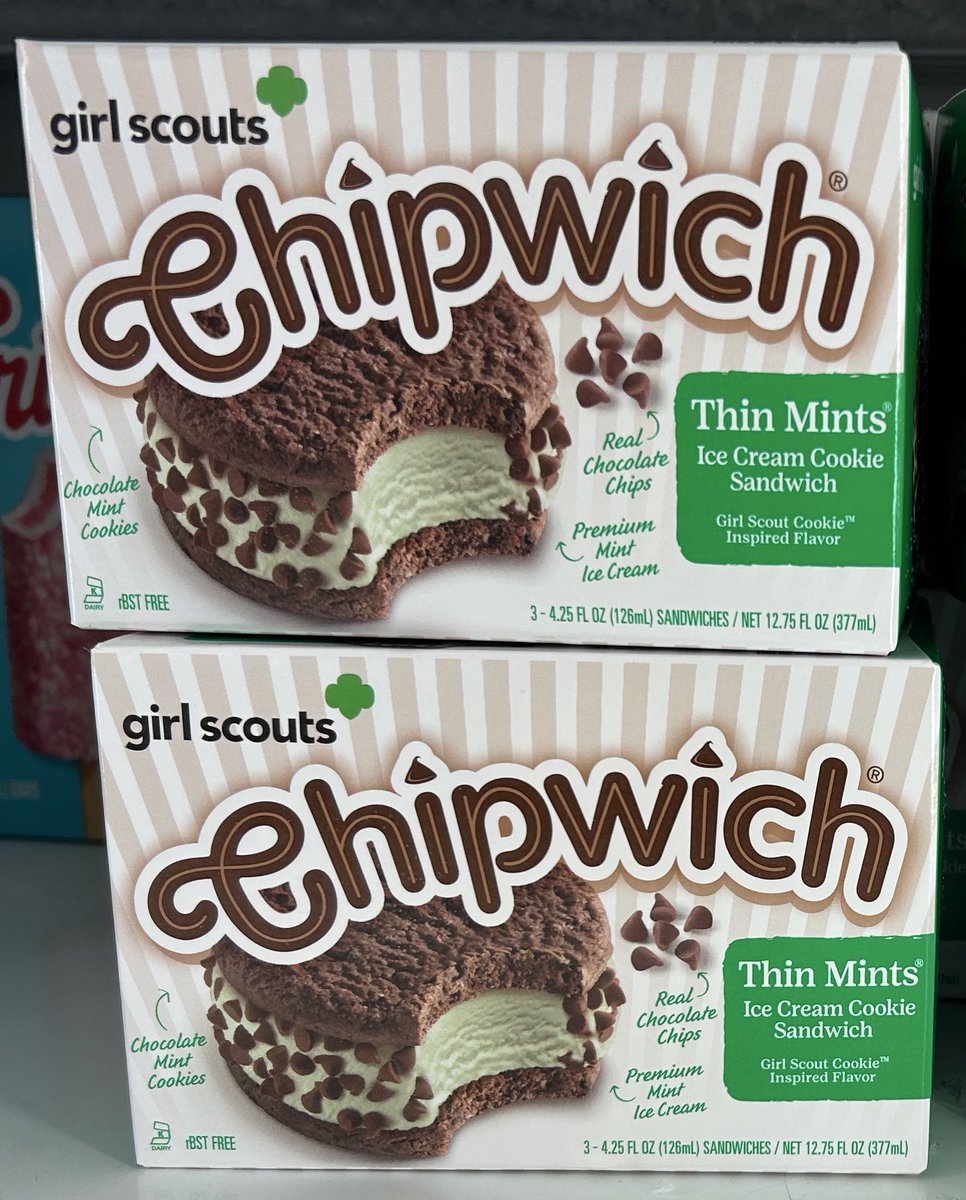 girl scouts
Chipwich®
Chocolate
Mint
Cookies
Real
Chocolate
Chips
Premium
Mint
Ice Cream
Thin Mints®
Ice Cream Cookie
Sandwich
Girl Scout Cookie™
Inspired Flavor
K
DAIRY
rBST FREE
3 - 4.25 FL OZ (126mL) SANDWICHES / NET 12.75 FL OZ (377mL)
girl scouts
Chipwich®
Chocolate
Mint
Cookies
Real
Chocolate
Chips
Premium
Mint
Ice Cream
Thin Mints®
Ice Cream Cookie
Sandwich
Girl Scout Cookie™
Inspired Flavor
K
DAIRY
rBST FREE
3 - 4.25 FL OZ (126mL) SANDWICHES / NET 12.75 FL OZ (377mL)